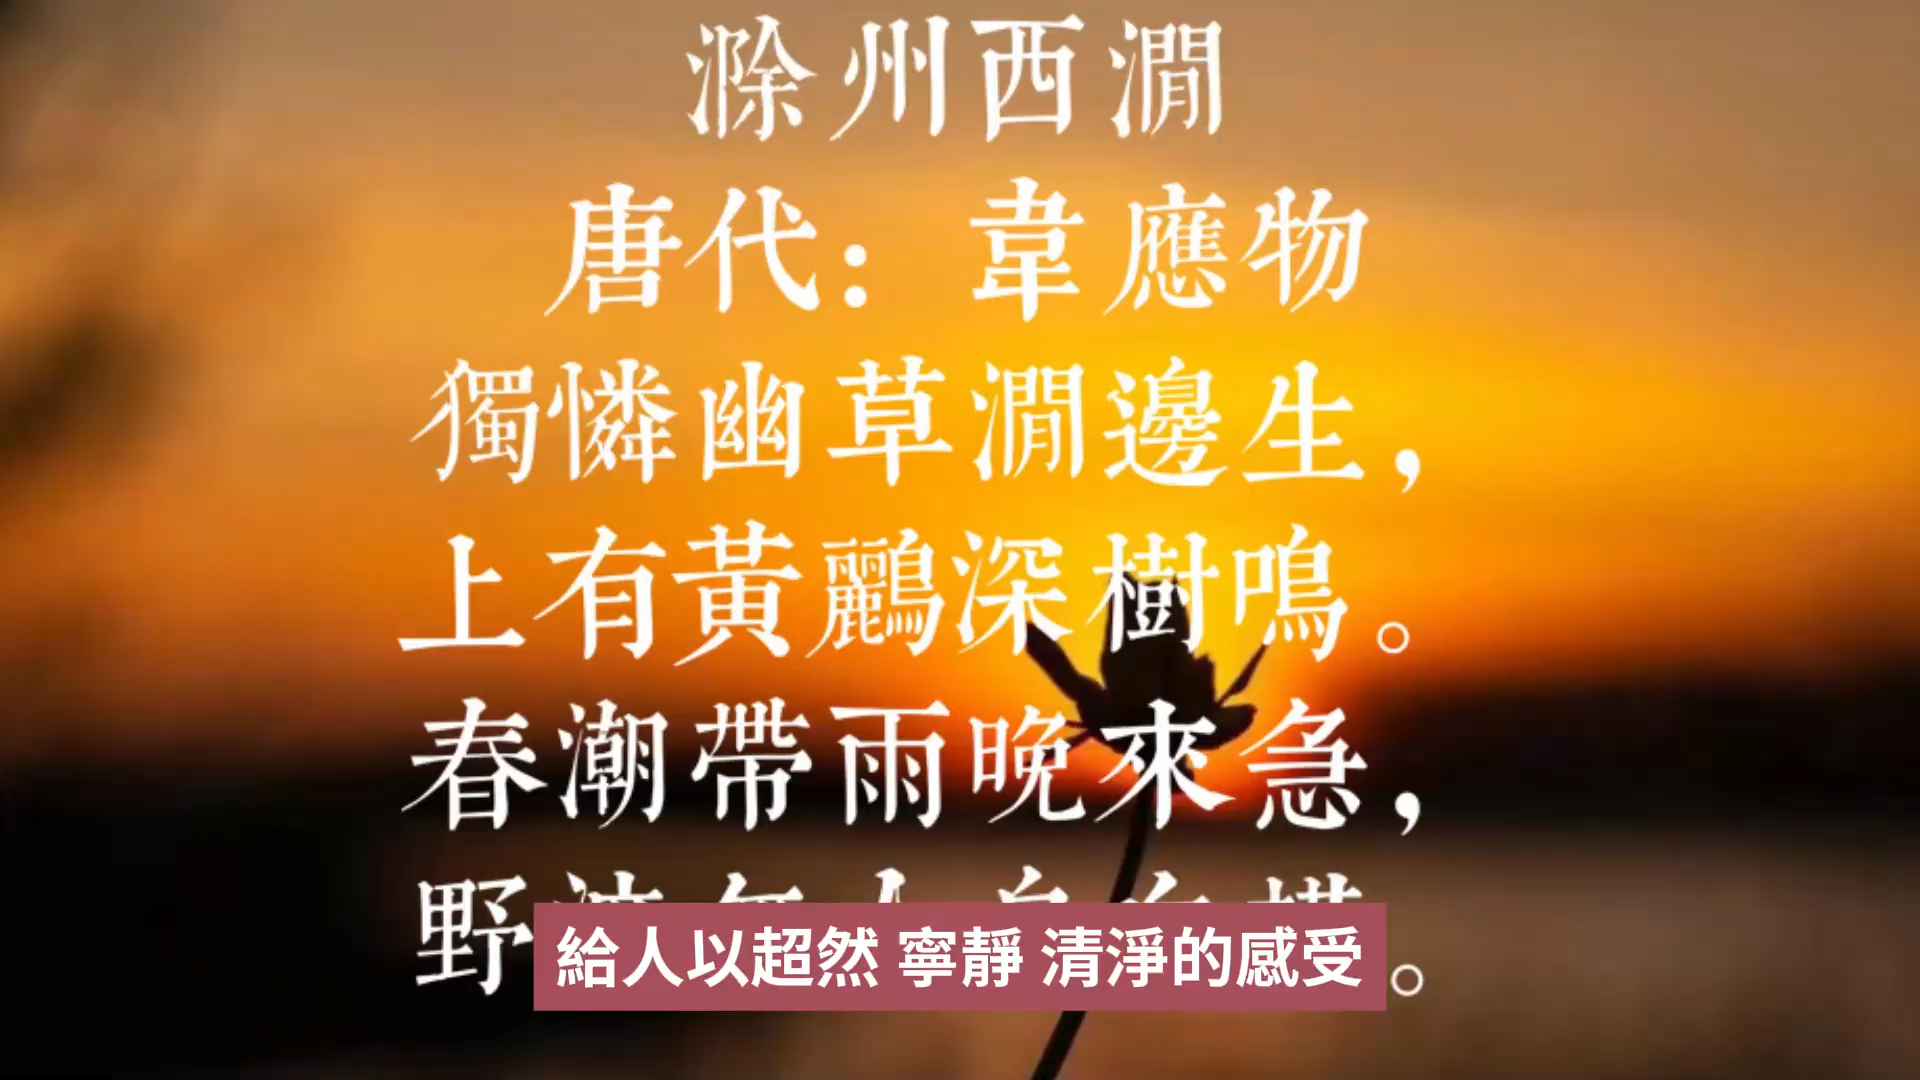 滁州西澗
唐代：韋應物
獨憐幽草澗邊生，
上有黃鸝深樹鳴。
春潮帶雨晚來急，
野。
給人以超然 寧靜 清淨的感受